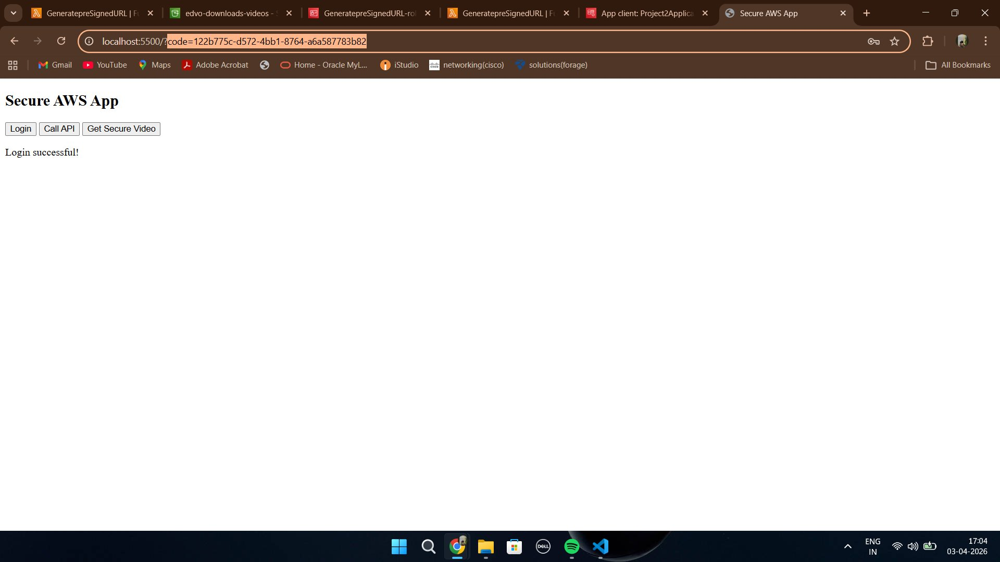 GeneratepreSignedURL | Fu
edvo-downloads-videos - S
GeneratepreSignedURL-rol
GeneratepreSignedURL | Fu
App client: Project2Applica
Secure AWS App
localhost:5500/?code=122b775c-d572-4bb1-8764-a6a587783b82
Gmail
YouTube
Maps
Adobe Acrobat
Home - Oracle MyL...
iStudio
networking(cisco)
solutions(forage)
All Bookmarks
Secure AWS App
Login
Call API
Get Secure Video
Login successful!
DELL
ENG
IN
17:04
03-04-2026